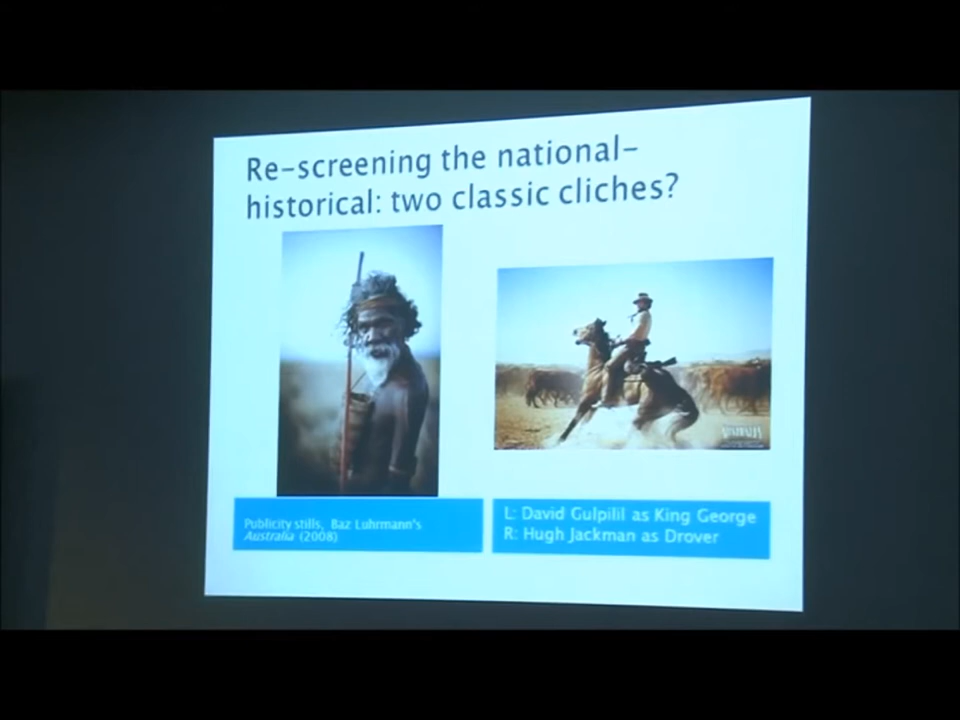 Re-screening the national-
historical: two classic cliches?
AUSTRALIA
Publicity stills, Baz Luhrmann's
Australia (2008)
L: David Gulpilil as King George
R: Hugh Jackman as Drover